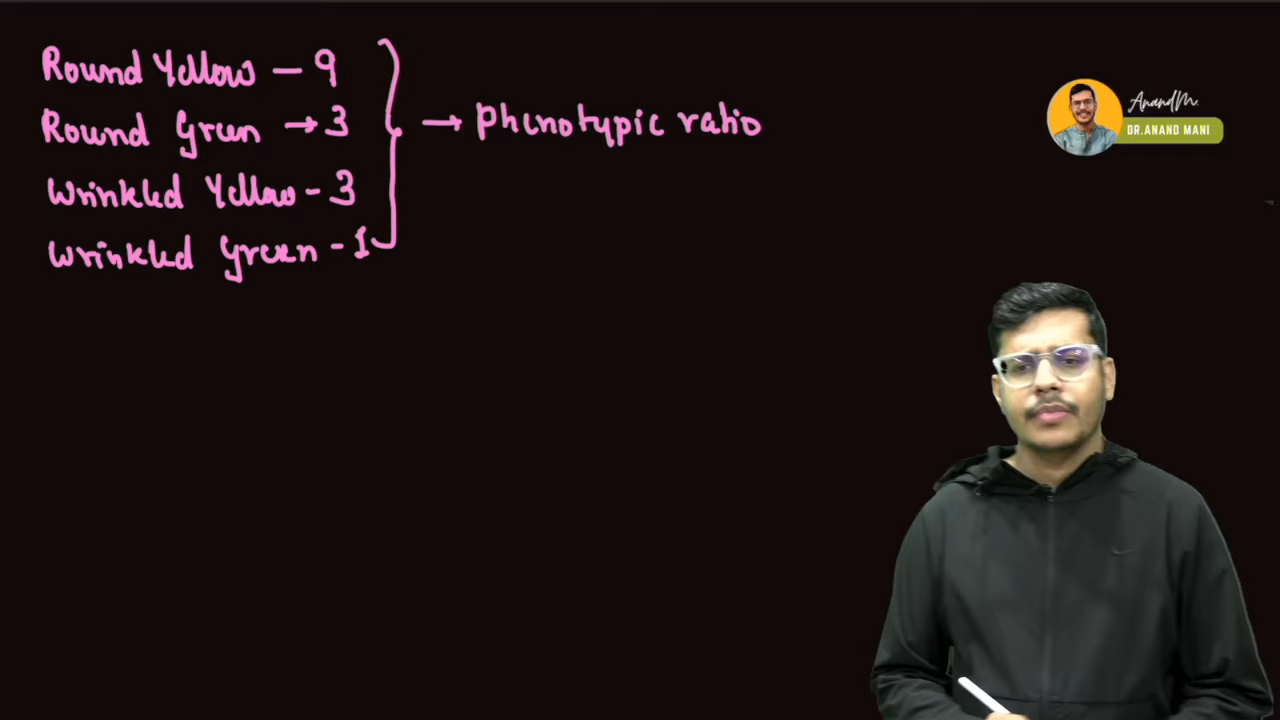 Round Yellow - 9
Round Green → 3
Wrinkled Yellow - 3
Wrinkled Green - 1
→ Phenotypic ratio
AnandM.
DR.ANAND MANI